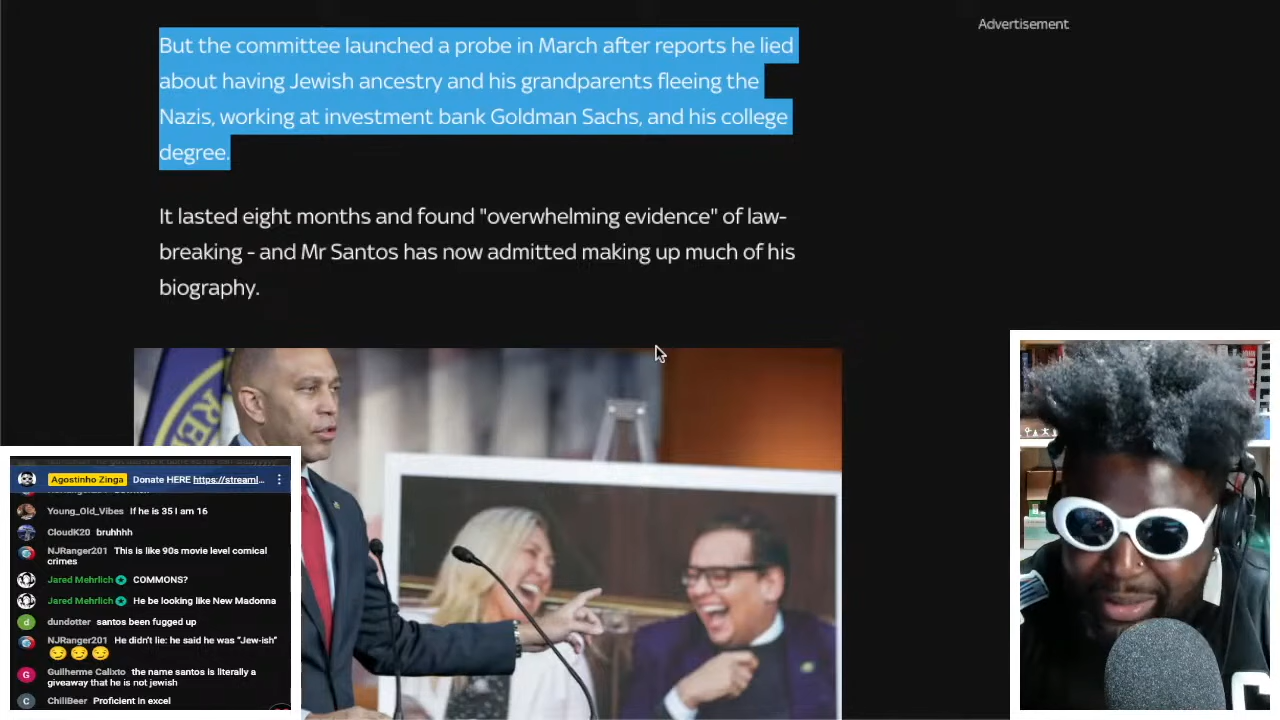 Advertisement
But the committee launched a probe in March after reports he lied
about having Jewish ancestry and his grandparents fleeing the
Nazis, working at investment bank Goldman Sachs, and his college
degree.
It lasted eight months and found "overwhelming evidence" of law-
breaking - and Mr Santos has now admitted making up much of his
biography.
Agostinho Zinga Donate HERE https://streaml...
Young_Old_Vibes If he is 35 I am 16
CloudK20 bruhhhh
NJRanger201 This is like 90s movie level comical
crimes
Jared Mehrlich COMMONS?
Jared Mehrlich He be looking like New Madonna
dundotter santos been fugged up
NJRanger201 He didn't lie: he said he was "Jew-ish"
Guilherme Calixto the name santos is literally a
giveaway that he is not jewish
ChiliBeer Proficient in excel